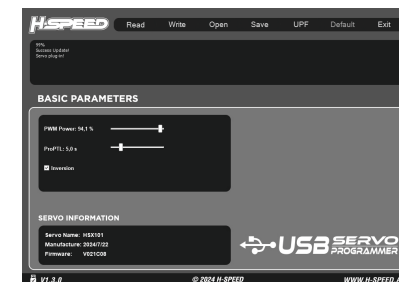 H-SPEED Read Write Open Save UPF Default Exit
99%
Success Update!
Servo plug-in!
BASIC PARAMETERS
PWM Power: 94,1 %
ProPTL: 5,0 s
Inversion
SERVO INFORMATION
Servo Name: HSX101
Manufacture: 2024/7/22
Firmware: V021C08
USB SERVO PROGRAMMER
V1.3.0 © 2024 H-SPEED WWW.H-SPEED.A